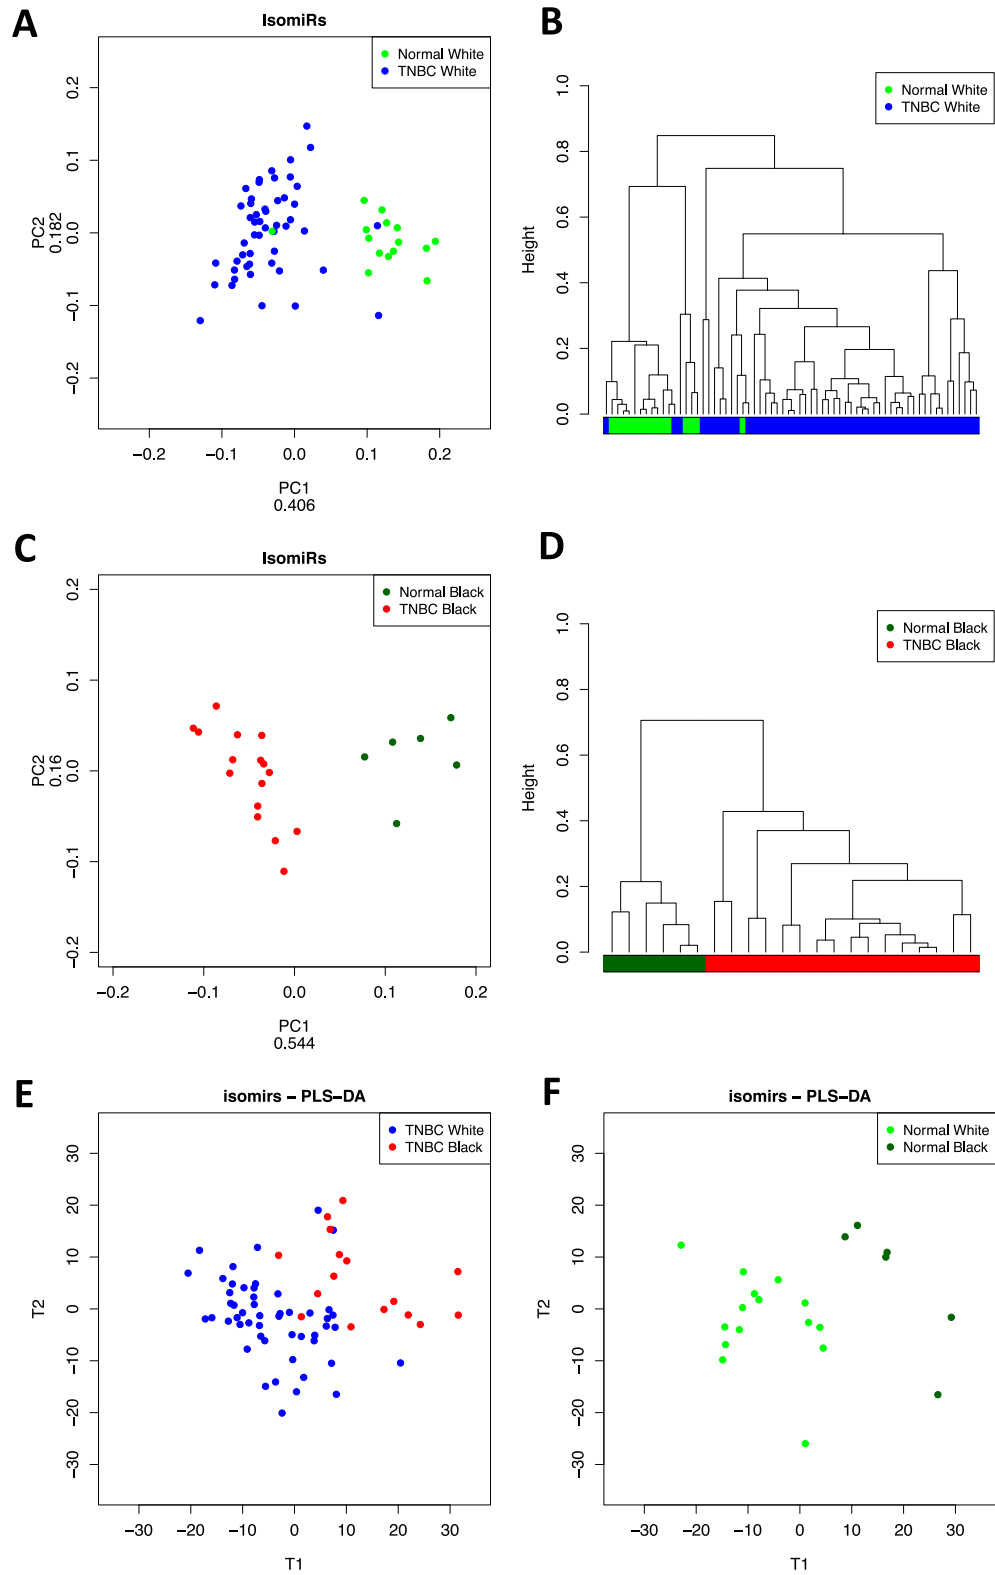 A
IsomiRs
Normal White
TNBC White
PC2
0.182
0.2
0.1
0.0
−0.1
−0.2
−0.2
−0.1
0.0
0.1
0.2
PC1
0.406
B
Normal White
TNBC White
Height
1.0
0.8
0.6
0.4
0.2
0.0
C
IsomiRs
Normal Black
TNBC Black
PC2
0.16
0.2
0.1
0.0
−0.1
−0.2
−0.2
−0.1
0.0
0.1
0.2
PC1
0.544
D
Normal Black
TNBC Black
Height
1.0
0.8
0.6
0.4
0.2
0.0
E
isomirs − PLS−DA
TNBC White
TNBC Black
T2
30
20
10
0
−10
−20
−30
−30
−20
−10
0
10
20
30
T1
F
isomirs − PLS−DA
Normal White
Normal Black
T2
30
20
10
0
−10
−20
−30
−30
−20
−10
0
10
20
30
T1